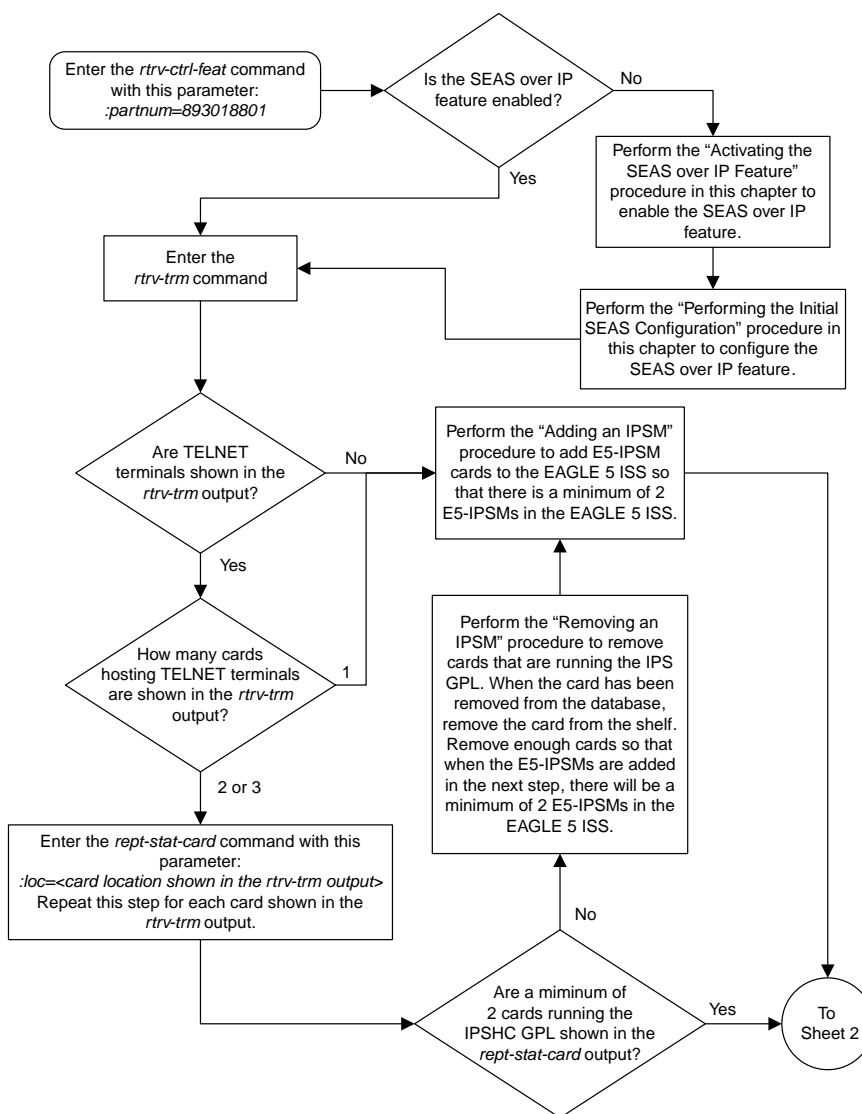 Enter the rtrv-ctrl-feat command
with this parameter:
:partnum=893018801
Is the SEAS over IP
feature enabled?
No
Yes
Perform the “Activating the
SEAS over IP Feature”
procedure in this chapter to
enable the SEAS over IP
feature.
Enter the
rtrv-trm command
Perform the “Performing the Initial
SEAS Configuration” procedure in
this chapter to configure the
SEAS over IP feature.
Are TELNET
terminals shown in the
rtrv-trm output?
No
Yes
Perform the “Adding an IPSM”
procedure to add E5-IPSM
cards to the EAGLE 5 ISS so
that there is a minimum of 2
E5-IPSMs in the EAGLE 5 ISS.
How many cards
hosting TELNET terminals
are shown in the rtrv-trm
output?
1
2 or 3
Perform the “Removing an
IPSM” procedure to remove
cards that are running the IPS
GPL. When the card has been
removed from the database,
remove the card from the shelf.
Remove enough cards so that
when the E5-IPSMs are added
in the next step, there will be a
minimum of 2 E5-IPSMs in the
EAGLE 5 ISS.
Enter the rept-stat-card command with this
parameter:
:loc=<card location shown in the rtrv-trm output>
Repeat this step for each card shown in the
rtrv-trm output.
No
Are a miminum of
2 cards running the
IPSHC GPL shown in the
rept-stat-card output?
Yes
To
Sheet 2